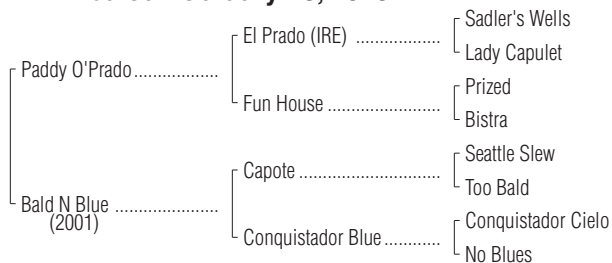 Sadler's Wells
El Prado (IRE) ...................
Lady Capulet
Paddy O'Prado ..................
Prized
Fun House .........................
Bistra
Seattle Slew
Capote ...............................
Too Bald
Bald N Blue ......................
(2001)
Conquistador Cielo
Conquistador Blue ............
No Blues